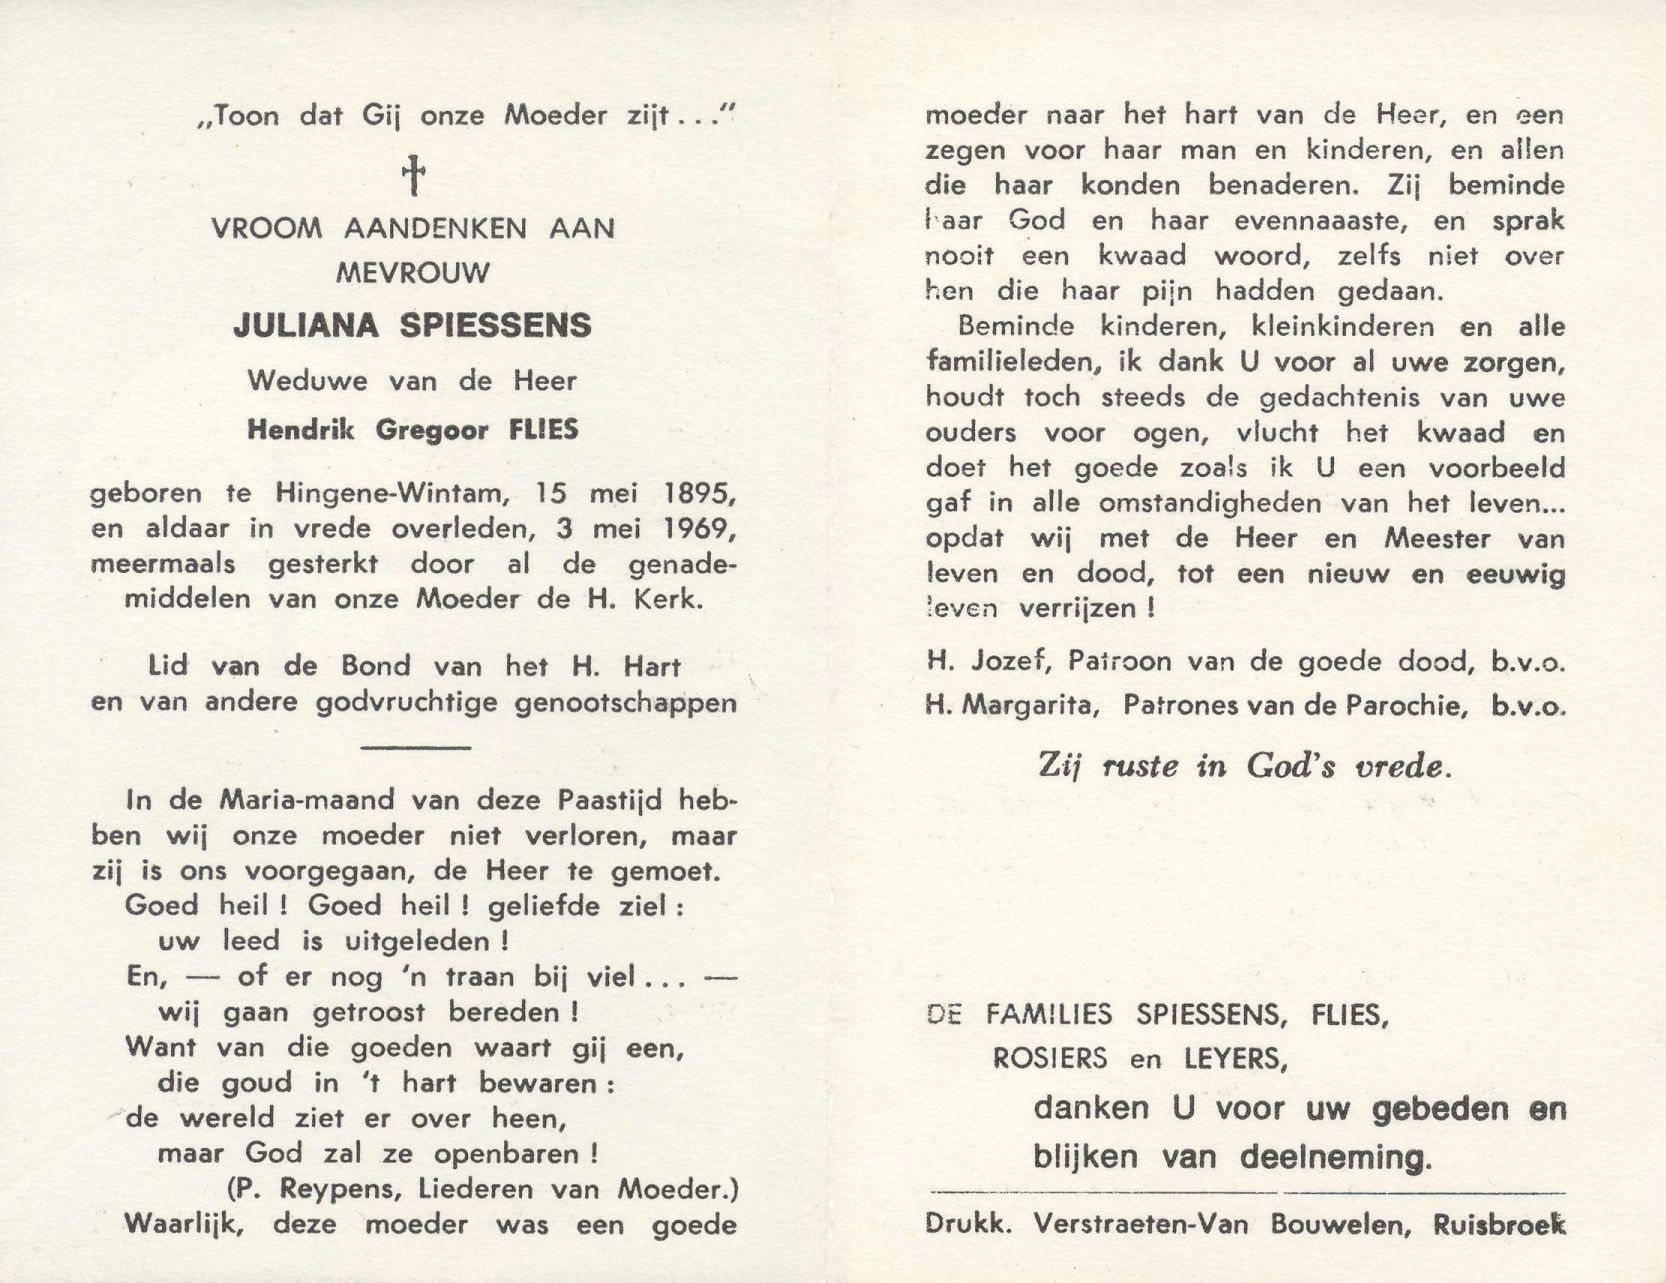 „Toon dat Gij onze Moeder zijt..."
VROOM AANDENKEN AAN
MEVROUW
JULIANA SPIESSENS
Weduwe van de Heer
Hendrik Gregoor FLIES
geboren te Hingene-Wintam, 15 mei 1895,
en aldaar in vrede overleden, 3 mei 1969,
meermaals gesterkt door al de genade-
middelen van onze Moeder de H. Kerk.
Lid van de Bond van het H. Hart
en van andere godvruchtige genootschappen
In de Maria-maand van deze Paastijd heb-
ben wij onze moeder niet verloren, maar
zij is ons voorgegaan, de Heer te gemoet.
Goed heil ! Goed heil ! geliefde ziel :
uw leed is uitgeleden !
En, — of er nog 'n traan bij viel... —
wij gaan getroost bereden !
Want van die goeden waart gij een,
die goud in 't hart bewaren :
de wereld ziet er over heen,
maar God zal ze openbaren !
(P. Reypens, Liederen van Moeder.)
Waarlijk, deze moeder was een goede
moeder naar het hart van de Heer, en een
zegen voor haar man en kinderen, en allen
die haar konden benaderen. Zij beminde
haar God en haar evennaaaste, en sprak
nooit een kwaad woord, zelfs niet over
hen die haar pijn hadden gedaan.
Beminde kinderen, kleinkinderen en alle
familieleden, ik dank U voor al uwe zorgen,
houdt toch steeds de gedachtenis van uwe
ouders voor ogen, vlucht het kwaad en
doet het goede zoals ik U een voorbeeld
gaf in alle omstandigheden van het leven...
opdat wij met de Heer en Meester van
leven en dood, tot een nieuw en eeuwig
leven verrijzen !
H. Jozef, Patroon van de goede dood, b.v.o.
H. Margarita, Patrones van de Parochie, b.v.o.
Zij ruste in God's vrede.
DE FAMILIES SPIESSENS, FLIES,
ROSIERS en LEYERS,
danken U voor uw gebeden en
blijken van deelneming.
Drukk. Verstraeten-Van Bouwelen, Ruisbroek